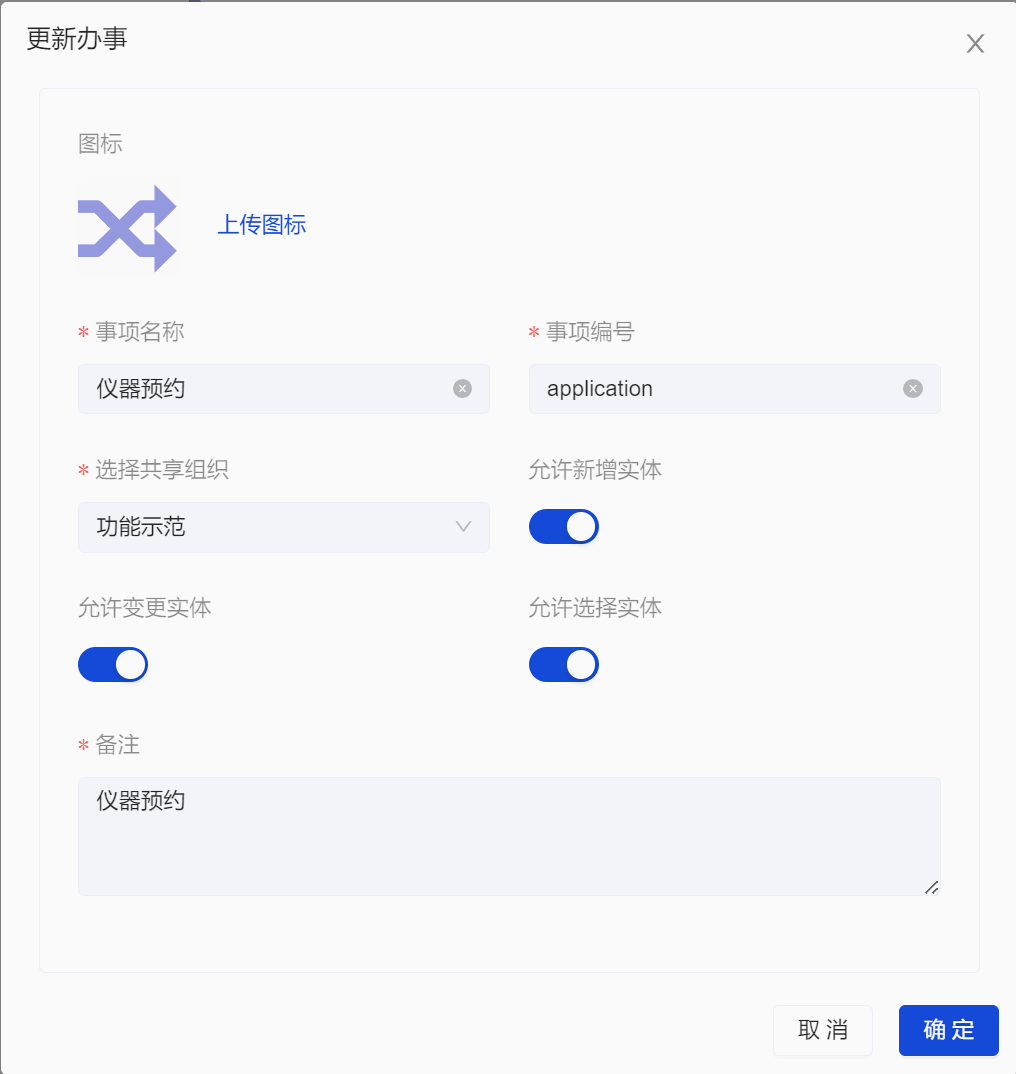 更新办事
图标
上传图标
* 事项名称
* 事项编号
仪器预约
application
* 选择共享组织
允许新增实体
功能示范
允许变更实体
允许选择实体
* 备注
仪器预约
取 消
确 定